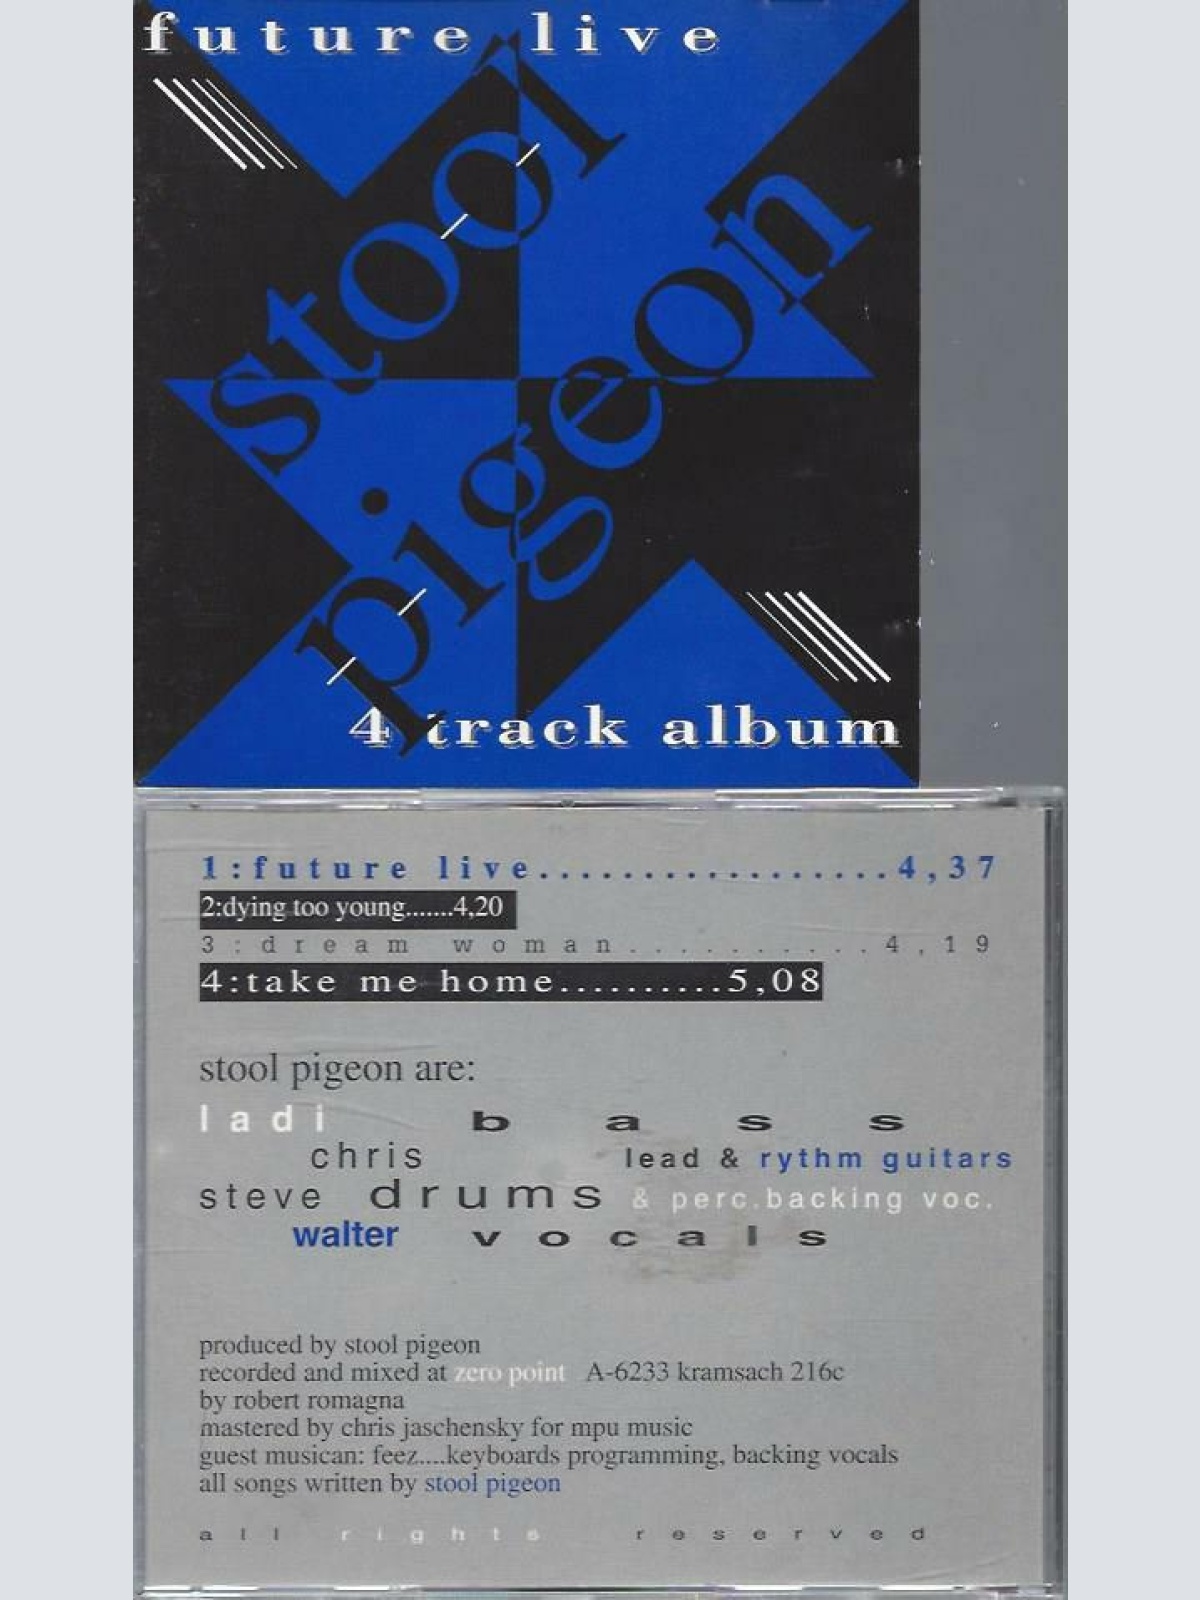 future live
stool
pigeon
4 track album
1:future live.................4,37
2:dying too young.......4,20
3:dream woman...........4,19
4:take me home..........5,08
stool pigeon are:
ladi bass
chris lead & rythm guitars
steve drums & perc.backing voc.
walter vocals
produced by stool pigeon
recorded and mixed at zero point A-6233 kramsach 216c
by robert romagna
mastered by chris jaschensky for mpu music
guest musican: feez....keyboards programming, backing vocals
all songs written by stool pigeon
all rights reserved